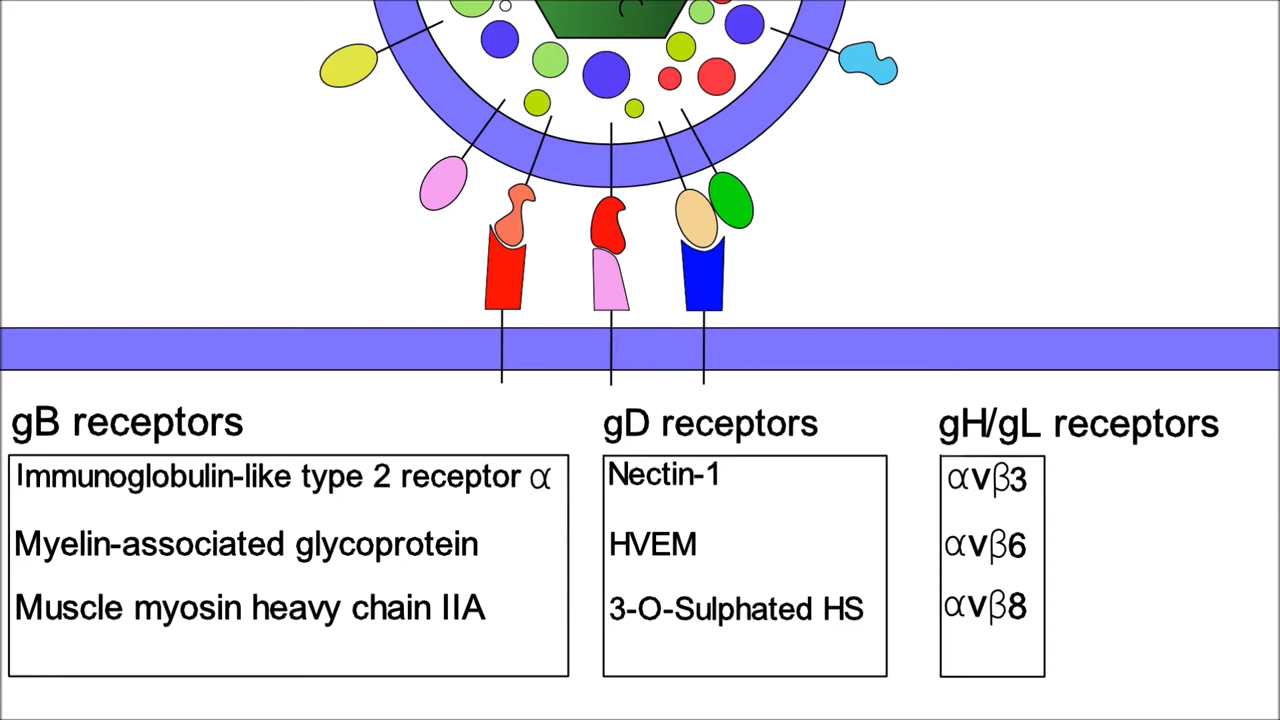 gB receptors
Immunoglobulin-like type 2 receptor α
Myelin-associated glycoprotein
Muscle myosin heavy chain IIA
gD receptors
Nectin-1
HVEM
3-O-Sulphated HS
gH/gL receptors
αvβ3
αvβ6
αvβ8